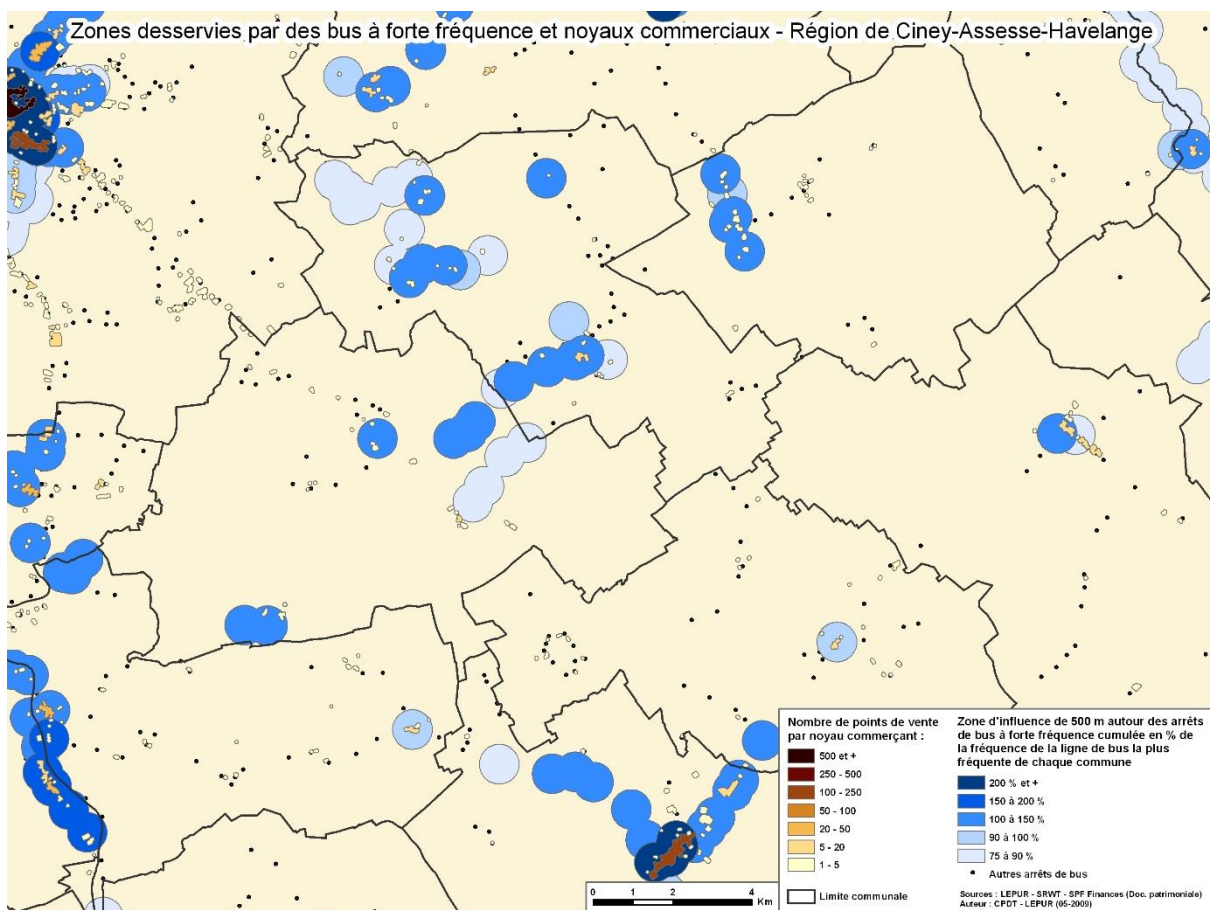 Zones desservies par des bus à forte fréquence et noyaux commerciaux - Région de Ciney-Assesse-Havelange
Nombre de points de vente
par noyau commerçant :
500 et +
250 - 500
100 - 250
50 - 100
20 - 50
5 - 20
1 - 5
Limite communale
Zone d'influence de 500 m autour des arrêts
de bus à forte fréquence cumulée en % de
la fréquence de la ligne de bus la plus
fréquente de chaque commune
200 % et +
150 à 200 %
100 à 150 %
90 à 100 %
75 à 90 %
Autres arrêts de bus
0 1 2 4
Km
Sources : LEPUR - SRWT - SPF Finances (Doc. patrimoniale)
Auteur : CPDT - LEPUR (05-2009)